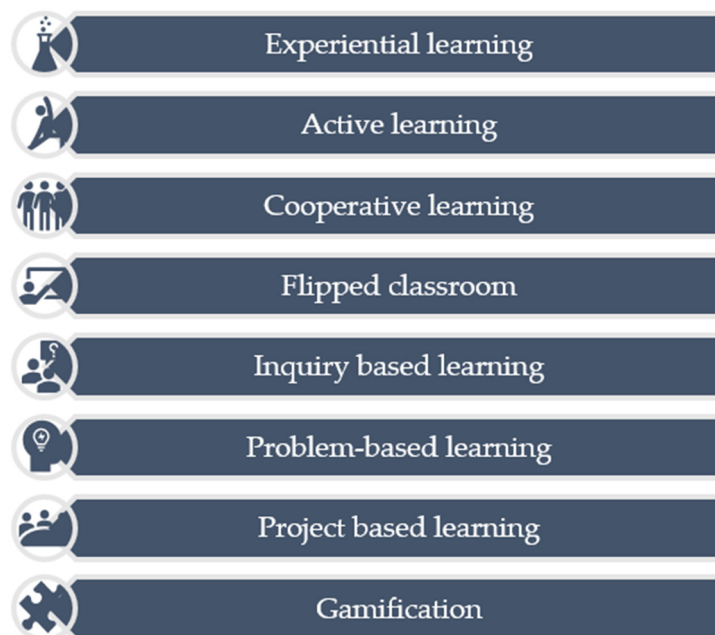 Experiential learning
Active learning
Cooperative learning
Flipped classroom
Inquiry based learning
Problem-based learning
Project based learning
Gamification